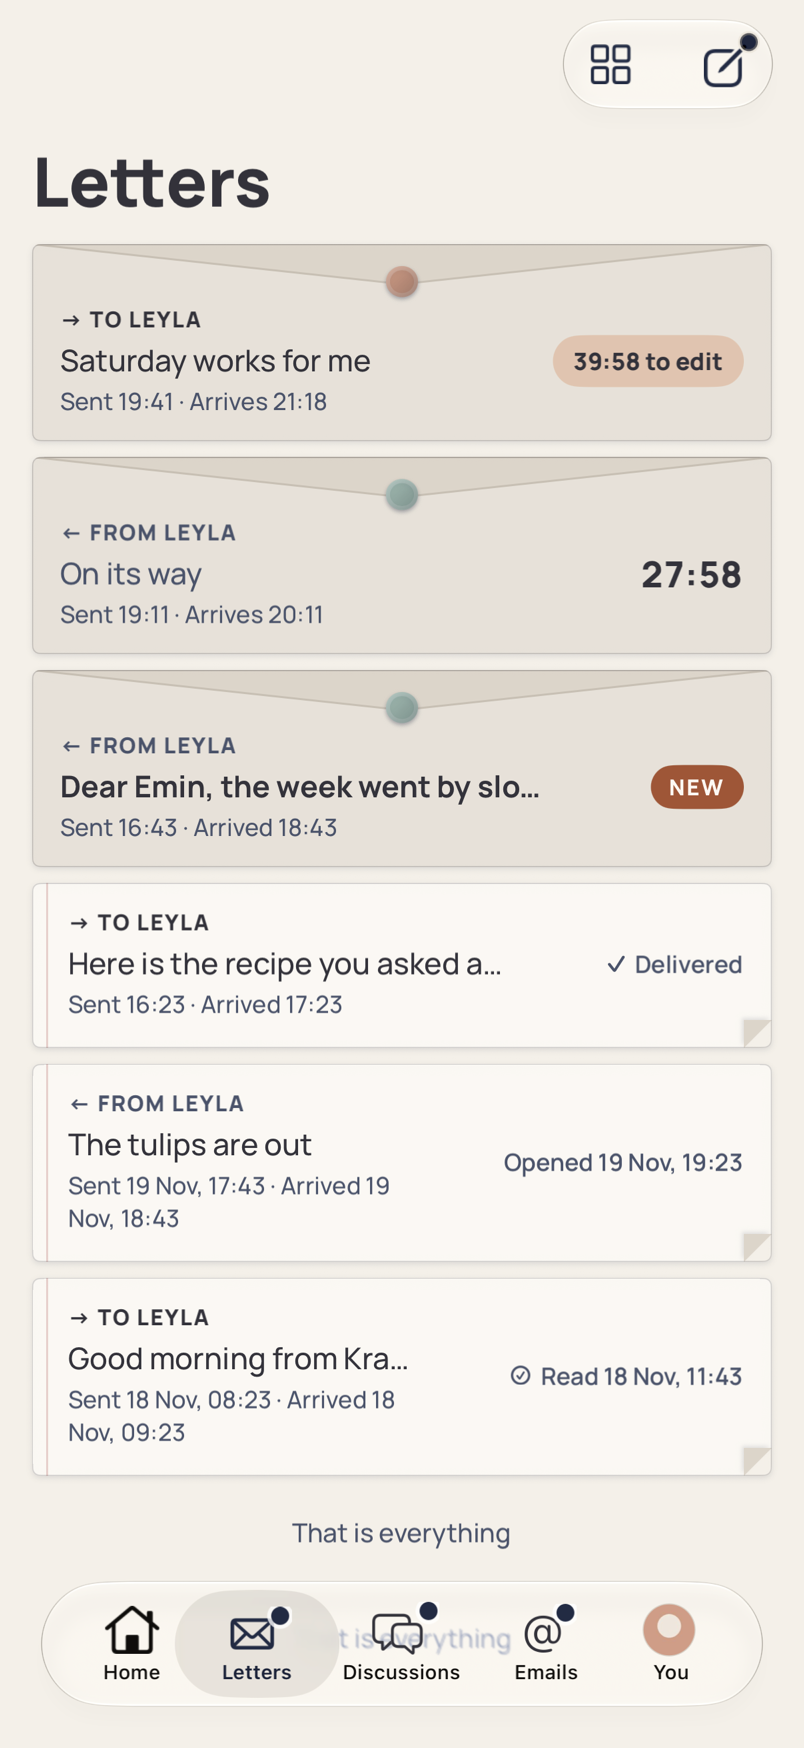 Letters
→ TO LEYLA
Saturday works for me
39:58 to edit
Sent 19:41 · Arrives 21:18
← FROM LEYLA
On its way
27:58
Sent 19:11 · Arrives 20:11
← FROM LEYLA
Dear Emin, the week went by slo...
NEW
Sent 16:43 · Arrived 18:43
→ TO LEYLA
Here is the recipe you asked a...
Delivered
Sent 16:23 · Arrived 17:23
← FROM LEYLA
The tulips are out
Opened 19 Nov, 19:23
Sent 19 Nov, 17:43 · Arrived 19
Nov, 18:43
→ TO LEYLA
Good morning from Kra...
Read 18 Nov, 11:43
Sent 18 Nov, 08:23 · Arrived 18
Nov, 09:23
That is everything
t is everything
Home
Letters
Discussions
Emails
You